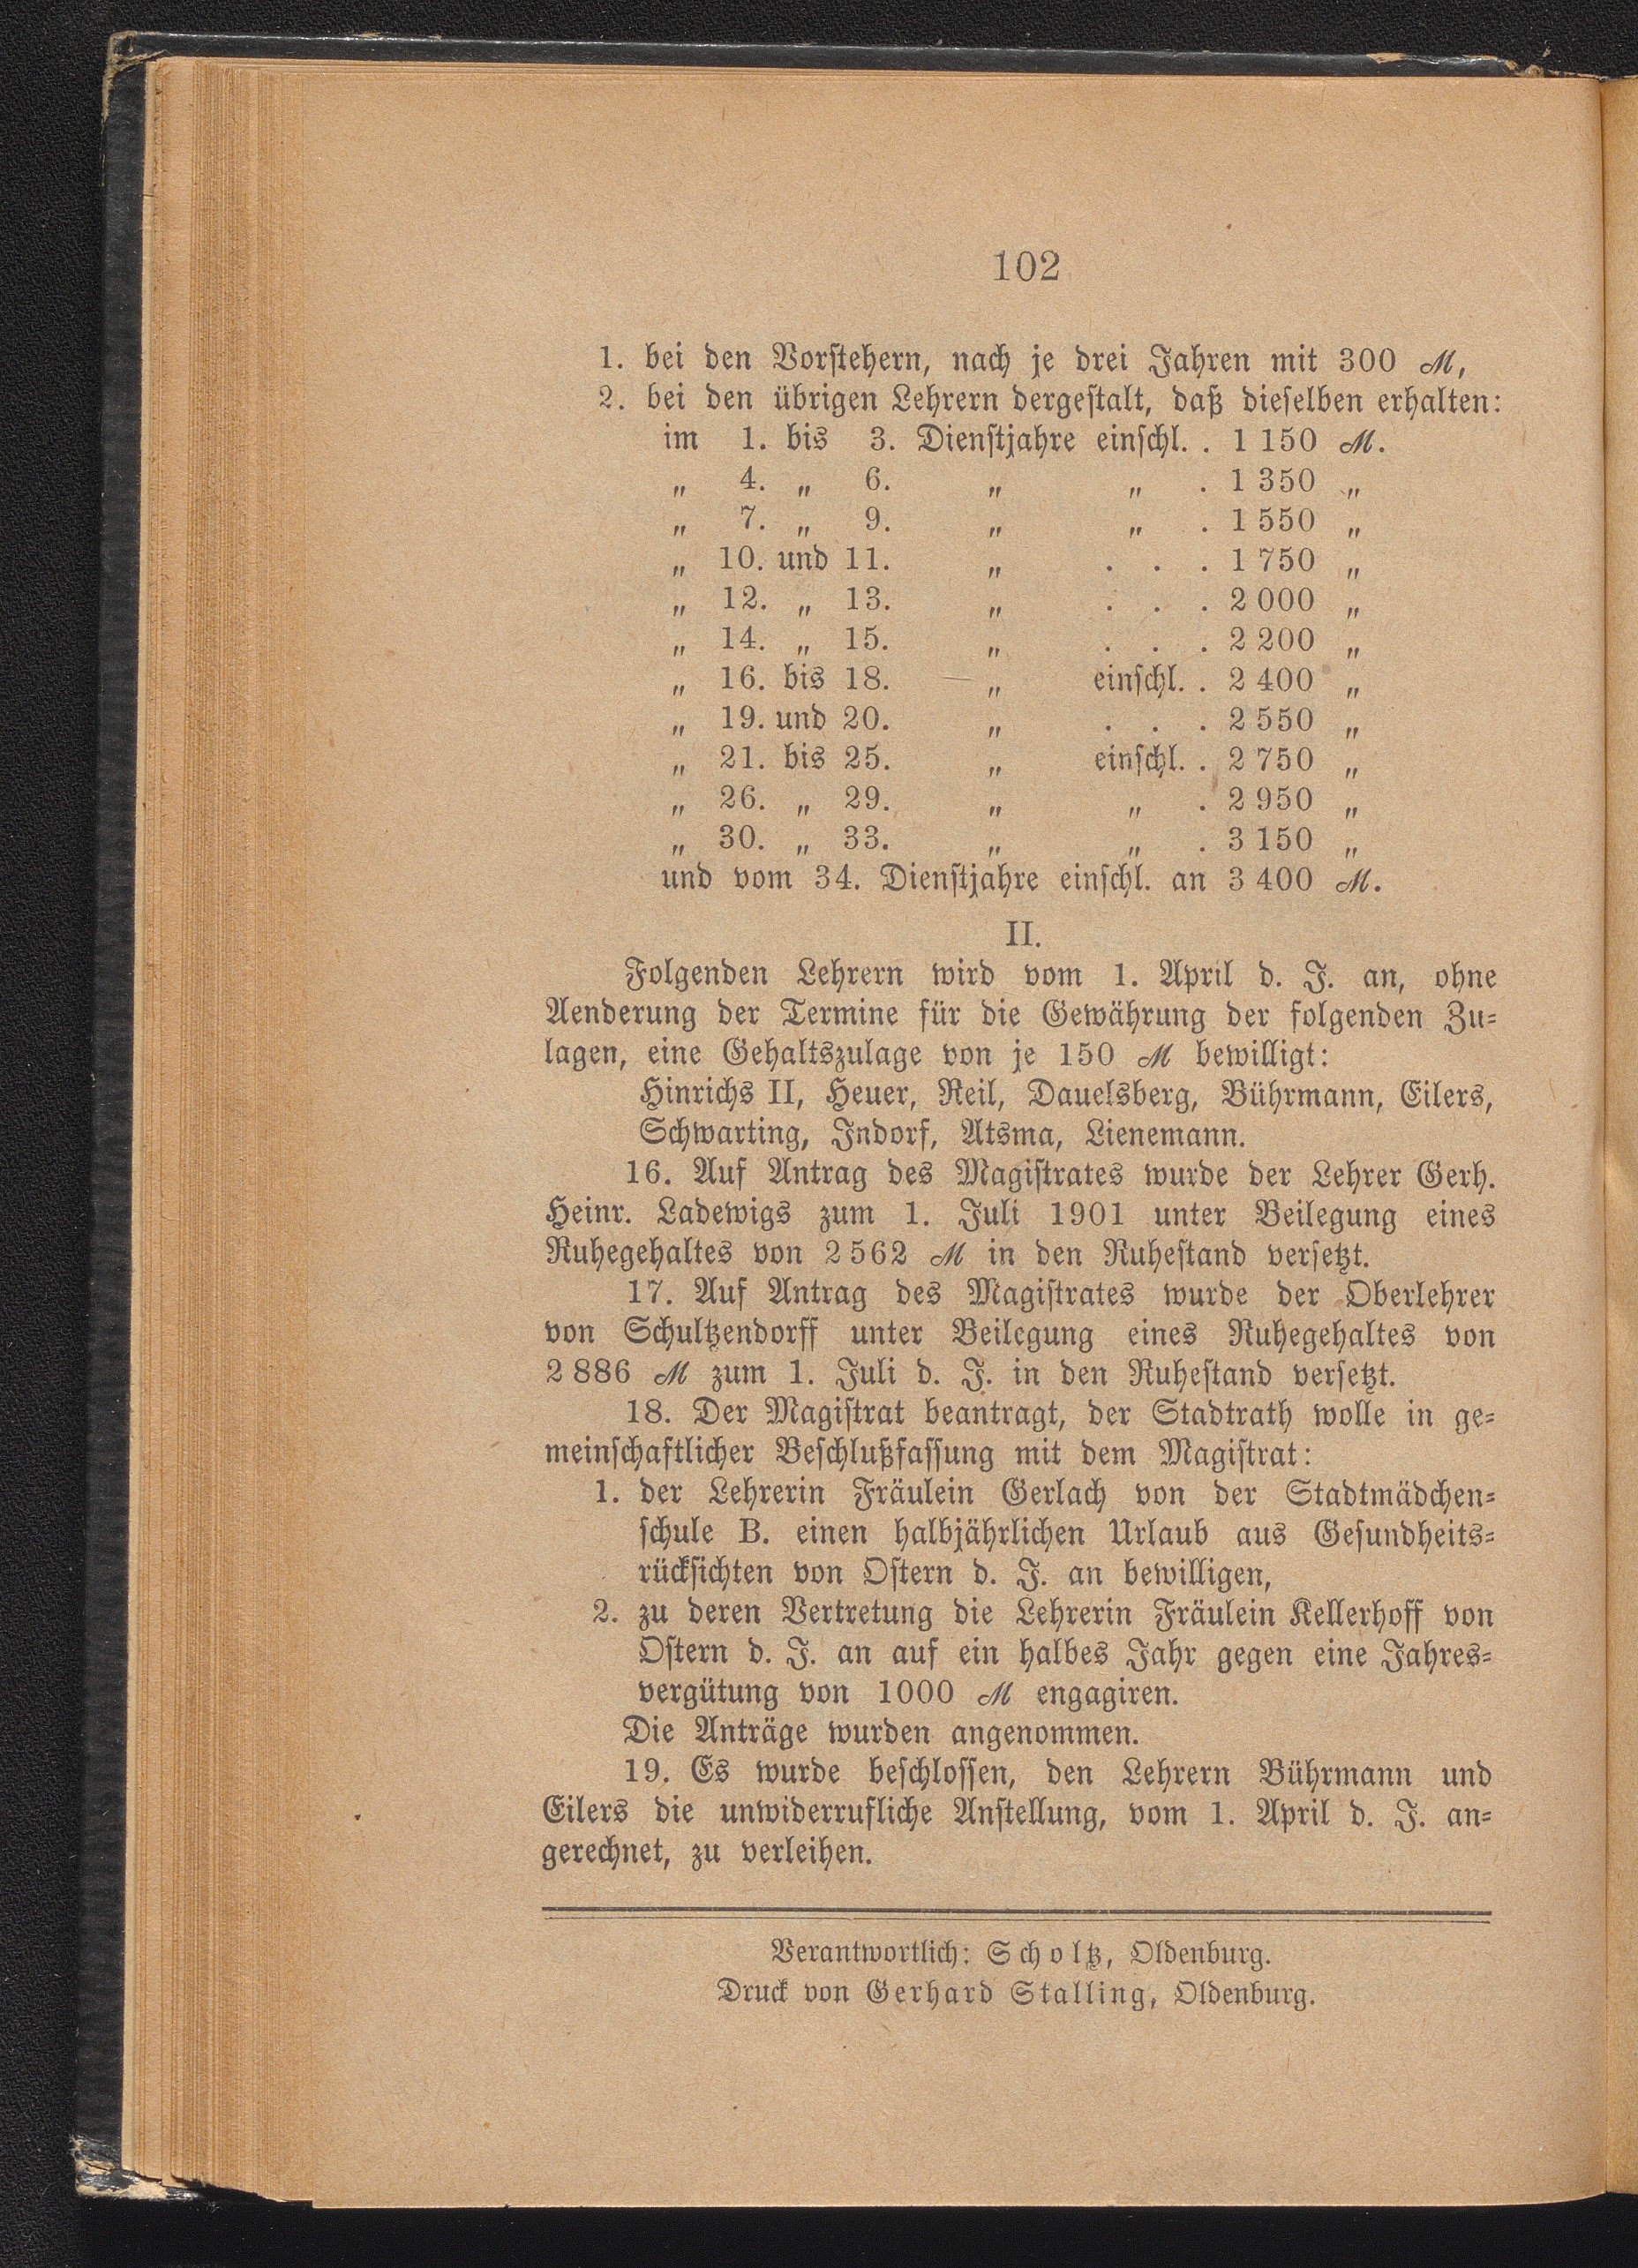 102
1. bei den Vorstehern, nach je drei Jahren mit 300 ℳ,
2. bei den übrigen Lehrern dergestalt, daß dieselben erhalten:
im 1. bis 3. Dienstjahre einschl. . 1 150 ℳ.
„ 4. „ 6. „ „ . 1 350 „
„ 7. „ 9. „ „ . 1 550 „
„ 10. und 11. „ . . . 1 750 „
„ 12. „ 13. „ . . . 2 000 „
„ 14. „ 15. „ . . . 2 200 „
„ 16. bis 18. „ einschl. . 2 400 „
„ 19. und 20. „ . . . 2 550 „
„ 21. bis 25. „ einschl. . 2 750 „
„ 26. „ 29. „ „ . 2 950 „
„ 30. „ 33. „ „ . 3 150 „
und vom 34. Dienstjahre einschl. an 3 400 ℳ.
II.
Folgenden Lehrern wird vom 1. April d. J. an, ohne
Aenderung der Termine für die Gewährung der folgenden Zu-
lagen, eine Gehaltszulage von je 150 ℳ bewilligt:
Hinrichs II, Heuer, Reil, Dauelsberg, Bührmann, Eilers,
Schwarting, Indorf, Atsma, Lienemann.
16. Auf Antrag des Magistrates wurde der Lehrer Gerh.
Heinr. Ladewigs zum 1. Juli 1901 unter Beilegung eines
Ruhegehaltes von 2562 ℳ in den Ruhestand versetzt.
17. Auf Antrag des Magistrates wurde der Oberlehrer
von Schultzendorff unter Beilegung eines Ruhegehaltes von
2 886 ℳ zum 1. Juli d. J. in den Ruhestand versetzt.
18. Der Magistrat beantragt, der Stadtrath wolle in ge-
meinschaftlicher Beschlußfassung mit dem Magistrat:
1. der Lehrerin Fräulein Gerlach von der Stadtmädchen-
schule B. einen halbjährlichen Urlaub aus Gesundheits-
rücksichten von Ostern d. J. an bewilligen,
2. zu deren Vertretung die Lehrerin Fräulein Kellerhoff von
Ostern d. J. an auf ein halbes Jahr gegen eine Jahres-
vergütung von 1000 ℳ engagiren.
Die Anträge wurden angenommen.
19. Es wurde beschlossen, den Lehrern Bührmann und
Eilers die unwiderrufliche Anstellung, vom 1. April d. J. an-
gerechnet, zu verleihen.
Verantwortlich: Scholtz, Oldenburg.
Druck von Gerhard Stalling, Oldenburg.